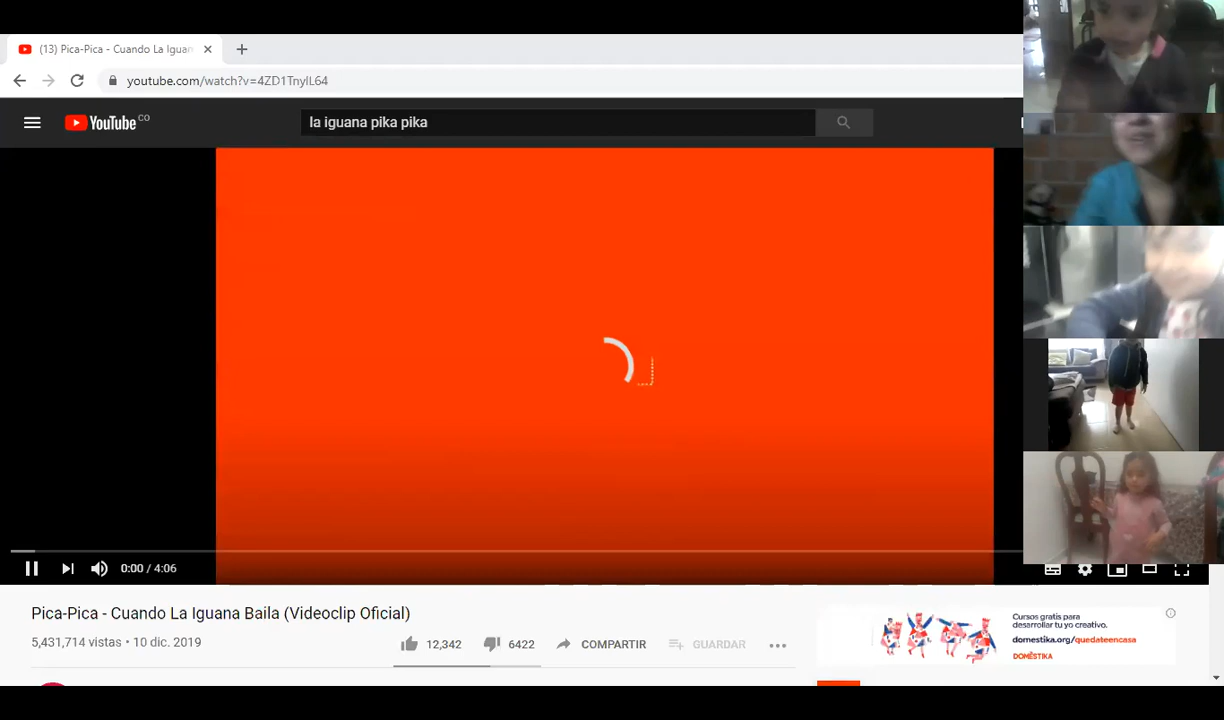 (13) Pica-Pica - Cuando La Iguan
youtube.com/watch?v=4ZD1TnyIL64
YouTube CO
la iguana pika pika
0:00 / 4:06
Pica-Pica - Cuando La Iguana Baila (Videoclip Oficial)
5,431,714 vistas • 10 dic. 2019
12,342
6422
COMPARTIR
GUARDAR
Cursos gratis para
desarrollar tu yo creativo.
domestika.org/quedateencasa
DOMĒSTIKA